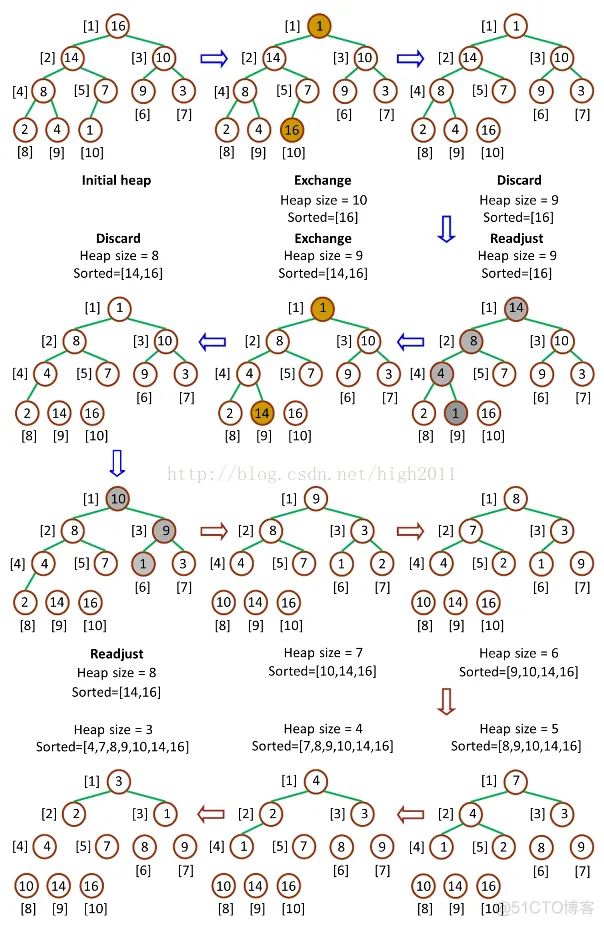 [1] 16 [1] 1 [1] 1
[2] 14 [3] 10 [2] 14 [3] 10 [2] 14 [3] 10
[4] 8 [5] 7 9 3 [4] 8 [5] 7 9 3 [4] 8 [5] 7 9 3
[6] [7] [6] [7] [6] [7]
2 4 1 2 4 16 2 4 16
[8] [9] [10] [8] [9] [10] [8] [9] [10]
Initial heap Exchange Discard
Heap size = 10 Heap size = 9
Sorted=[16] Sorted=[16]
Discard Exchange Readjust
Heap size = 8 Heap size = 9 Heap size = 9
Sorted=[14,16] Sorted=[14,16] Sorted=[16]
[1] 1 [1] 1 [1] 14
[2] 8 [3] 10 [2] 8 [3] 10 [2] 8 [3] 10
[4] 4 [5] 7 9 3 [4] 4 [5] 7 9 3 [4] 4 [5] 7 9 3
[6] [7] [6] [7] [6] [7]
2 14 16 2 14 16 2 1 16
[8] [9] [10] [8] [9] [10] [8] [9] [10]
http://blog.csdn.net/high2011
[1] 10 [1] 9 [1] 8
[2] 8 [3] 9 [2] 8 [3] 3 [2] 7 [3] 3
[4] 4 [5] 7 1 3 [4] 4 [5] 7 1 2 [4] 4 [5] 2 1 9
[6] [7] [6] [7] [6] [7]
2 14 16 10 14 16 10 14 16
[8] [9] [10] [8] [9] [10] [8] [9] [10]
Readjust Heap size = 7 Heap size = 6
Heap size = 8 Sorted=[10,14,16] Sorted=[9,10,14,16]
Sorted=[14,16]
Heap size = 3 Heap size = 4 Heap size = 5
Sorted=[4,7,8,9,10,14,16] Sorted=[7,8,9,10,14,16] Sorted=[8,9,10,14,16]
[1] 3 [1] 4 [1] 7
[2] 2 [3] 1 [2] 2 [3] 3 [2] 4 [3] 3
[4] 4 [5] 7 8 9 [4] 1 [5] 7 8 9 [4] 1 [5] 2 8 9
[6] [7] [6] [7] [6] [7]
10 14 16 10 14 16 10 14 16
[8] [9] [10] [8] [9] [10] [8] [9] [10]
@51CTO博客